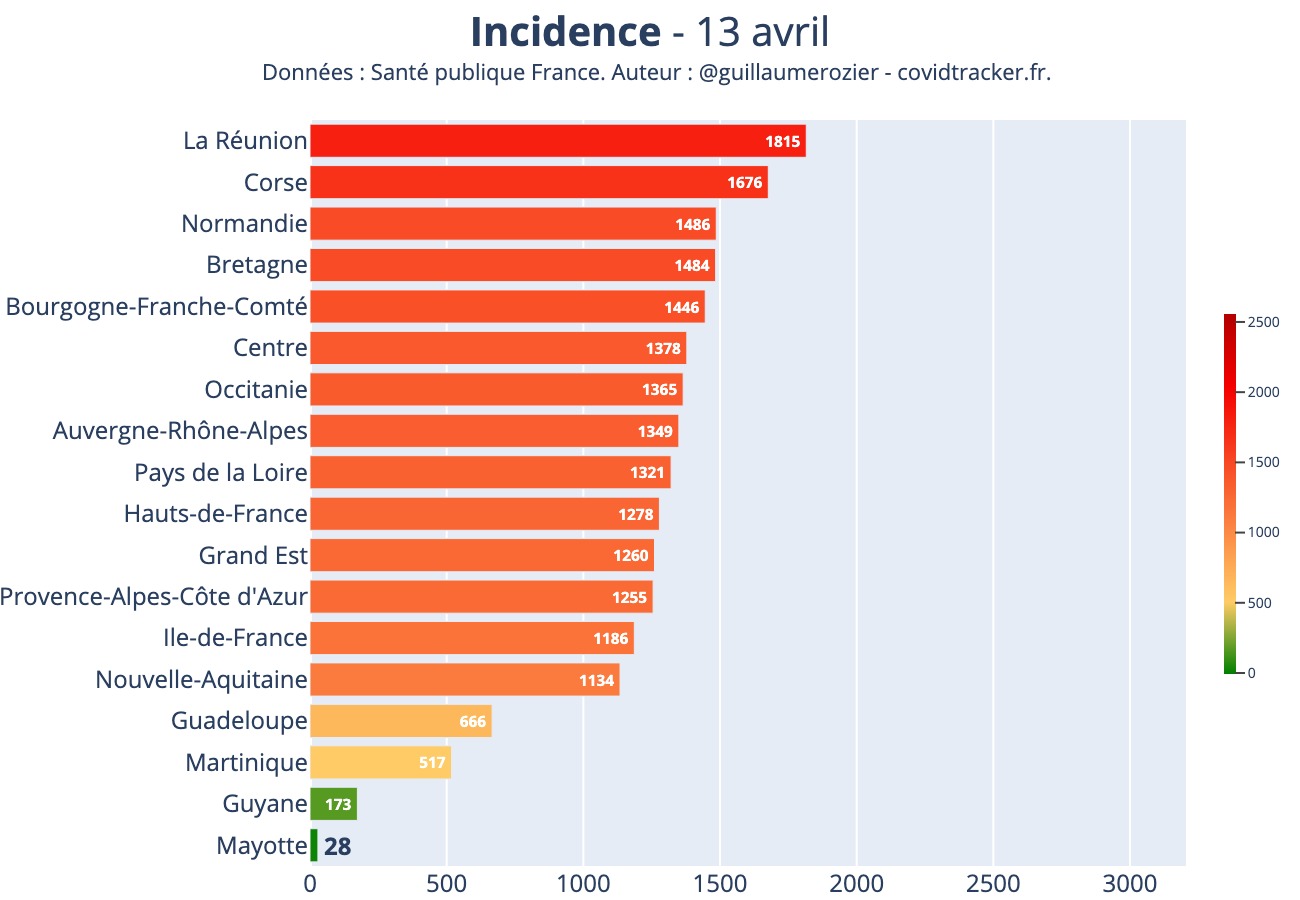 Incidence - 13 avril
Données : Santé publique France. Auteur : @guillaumerozier - covidtracker.fr.
La Réunion 1815
Corse 1676
Normandie 1486
Bretagne 1484
Bourgogne-Franche-Comté 1446
Centre 1378
Occitanie 1365
Auvergne-Rhône-Alpes 1349
Pays de la Loire 1321
Hauts-de-France 1278
Grand Est 1260
Provence-Alpes-Côte d'Azur 1255
Ile-de-France 1186
Nouvelle-Aquitaine 1134
Guadeloupe 666
Martinique 517
Guyane 173
Mayotte 28
0 500 1000 1500 2000 2500 3000
2500
2000
1500
1000
500
0